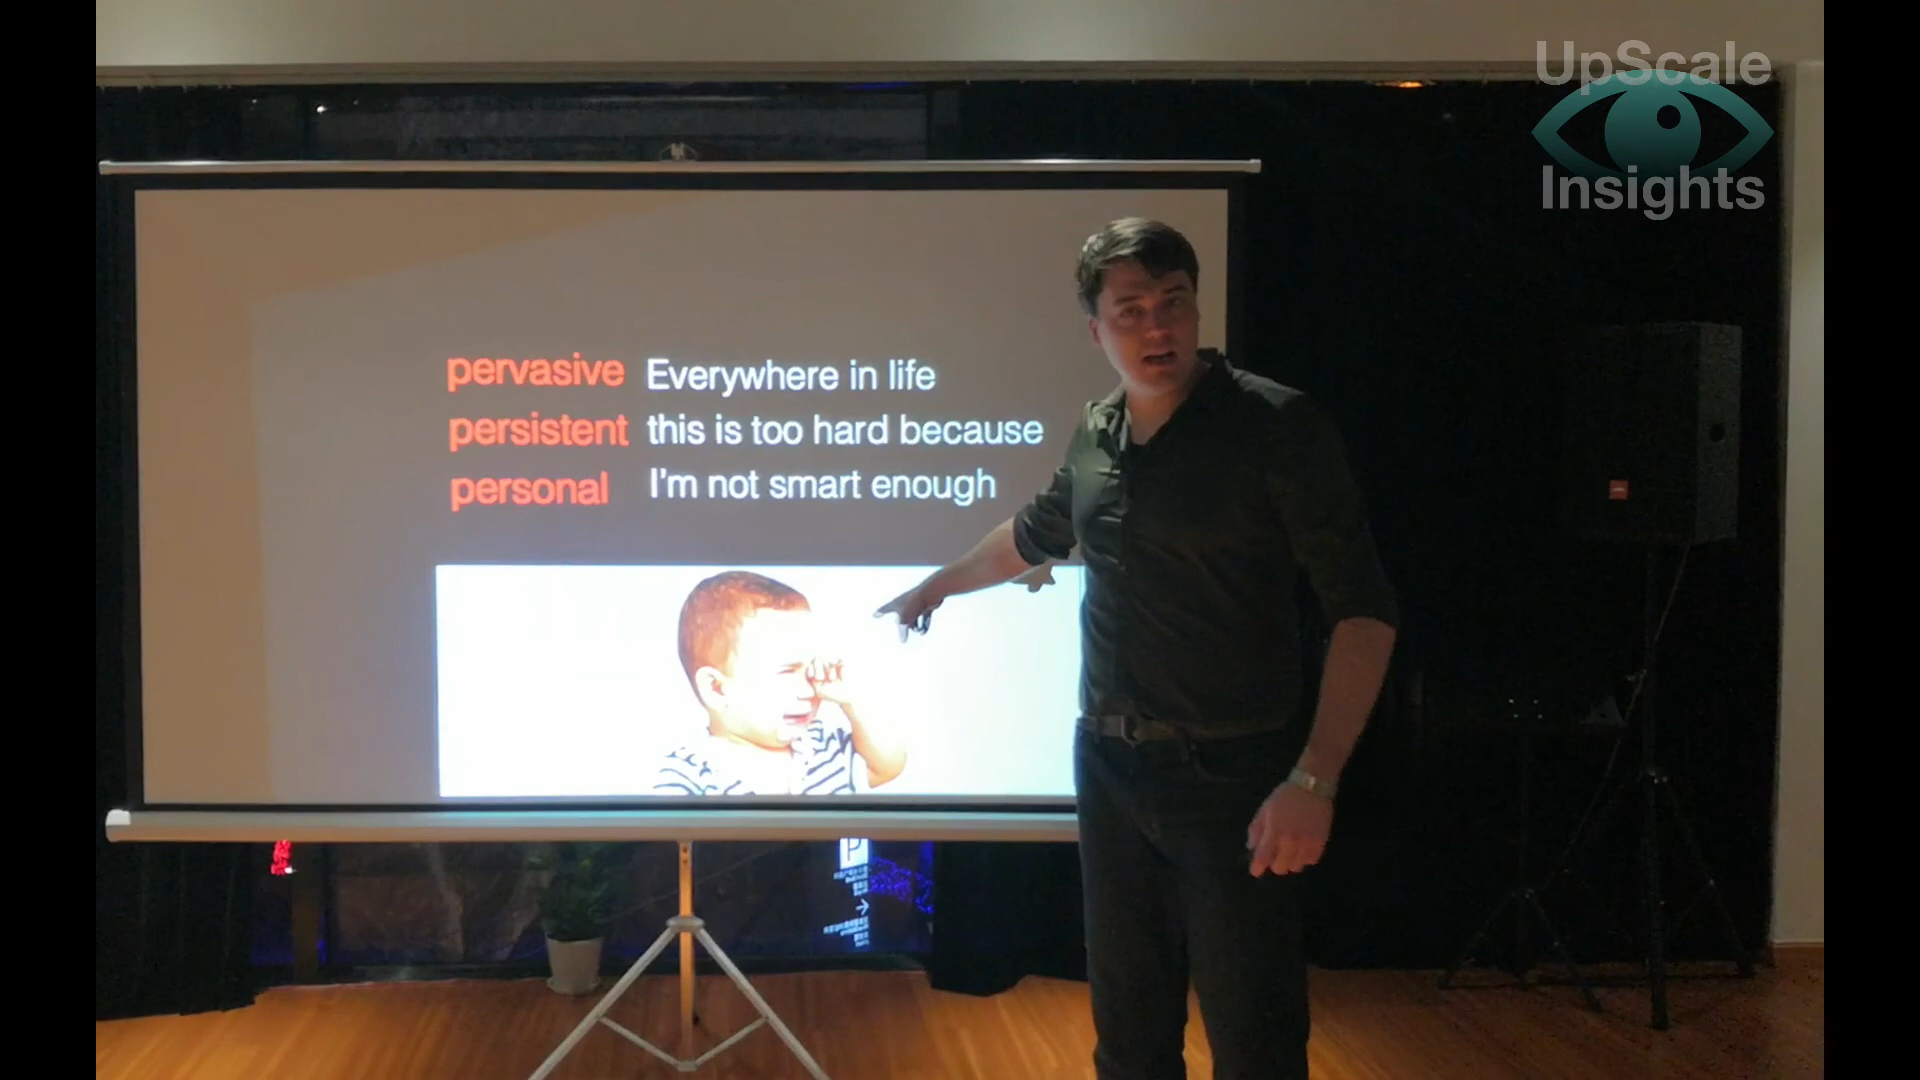 UpScale
Insights
pervasive Everywhere in life
persistent this is too hard because
personal I'm not smart enough
P